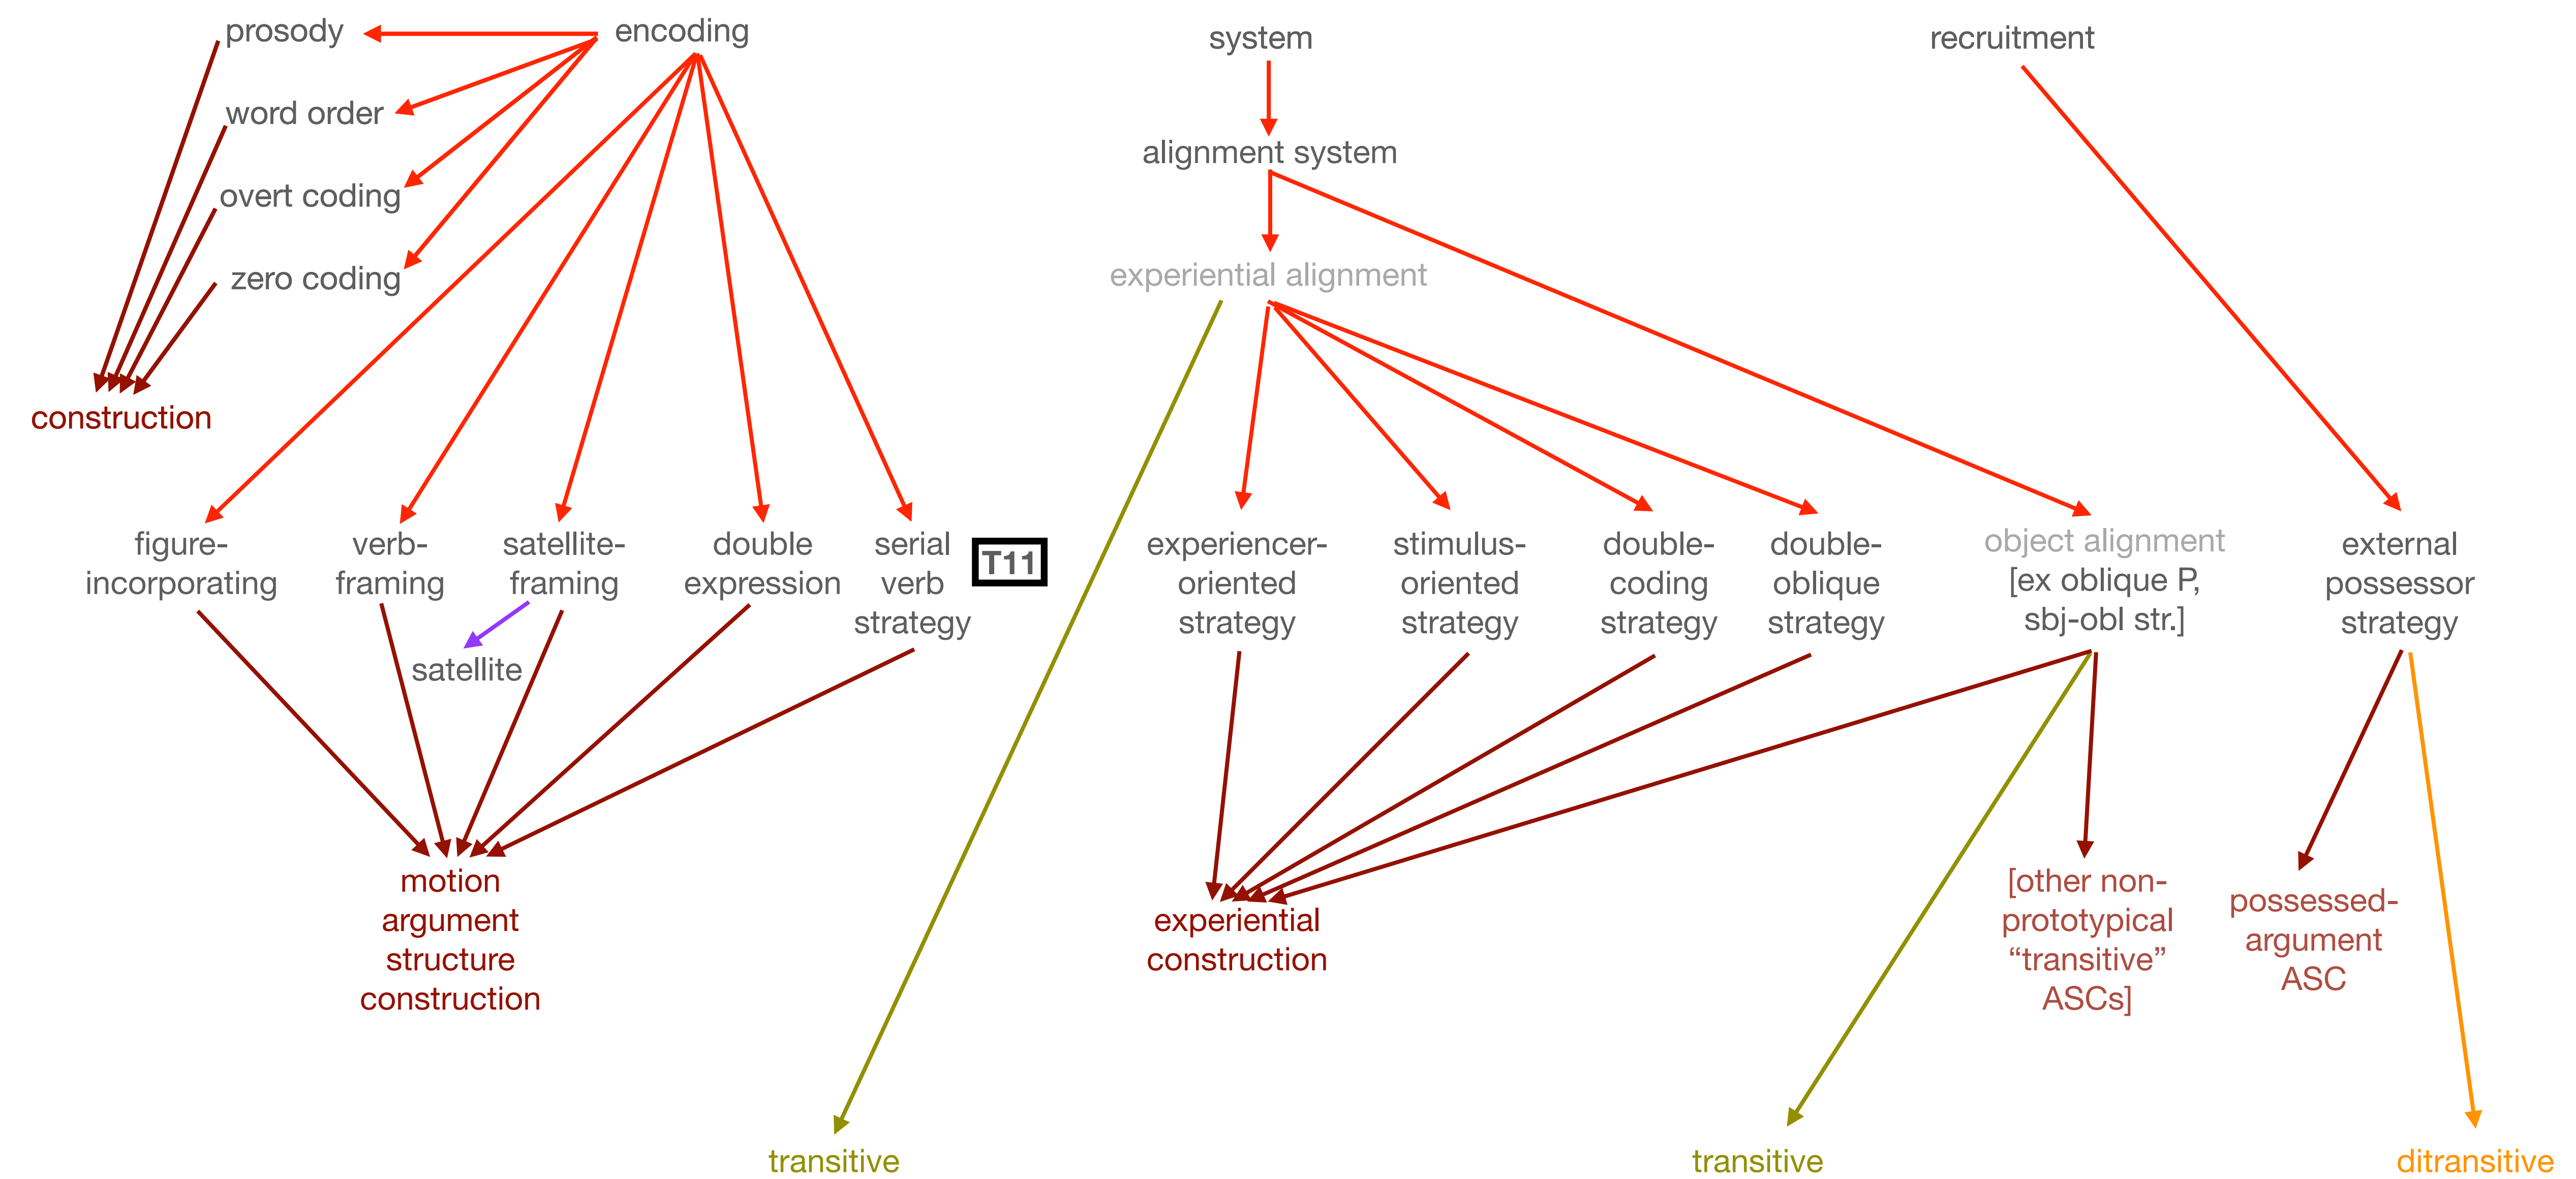 prosody
encoding
system
recruitment
word order
alignment system
overt coding
zero coding
experiential alignment
construction
figure-
incorporating
verb-
framing
satellite-
framing
double
expression
serial
verb
strategy
T11
satellite
experiencer-
oriented
strategy
stimulus-
oriented
strategy
double-
coding
strategy
double-
oblique
strategy
object alignment
[ex oblique P,
sbj-obl str.]
external
possessor
strategy
motion
argument
structure
construction
experiential
construction
[other non-
prototypical
“transitive”
ASCs]
possessed-
argument
ASC
transitive
transitive
ditransitive